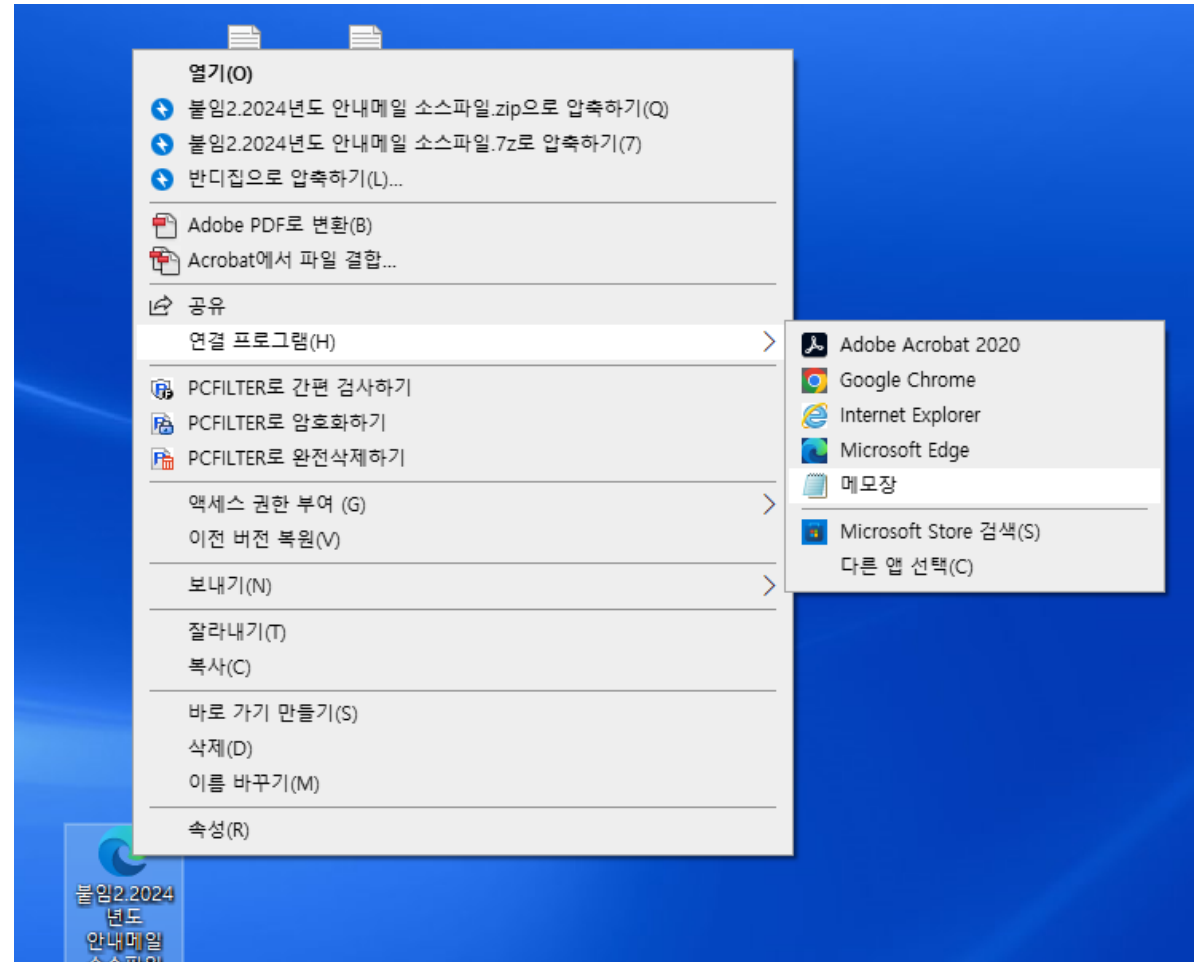 열기(O)
붙임2.2024년도 안내메일 소스파일.zip으로 압축하기(Q)
붙임2.2024년도 안내메일 소스파일.7z로 압축하기(7)
반디집으로 압축하기(L)...
Adobe PDF로 변환(B)
Acrobat에서 파일 결합...
공유
연결 프로그램(H)
PCFILTER로 간편 검사하기
PCFILTER로 암호화하기
PCFILTER로 완전삭제하기
액세스 권한 부여 (G)
이전 버전 복원(V)
보내기(N)
잘라내기(T)
복사(C)
바로 가기 만들기(S)
삭제(D)
이름 바꾸기(M)
속성(R)
Adobe Acrobat 2020
Google Chrome
Internet Explorer
Microsoft Edge
메모장
Microsoft Store 검색(S)
다른 앱 선택(C)
붙임2.2024
년도
안내메일
소스파일